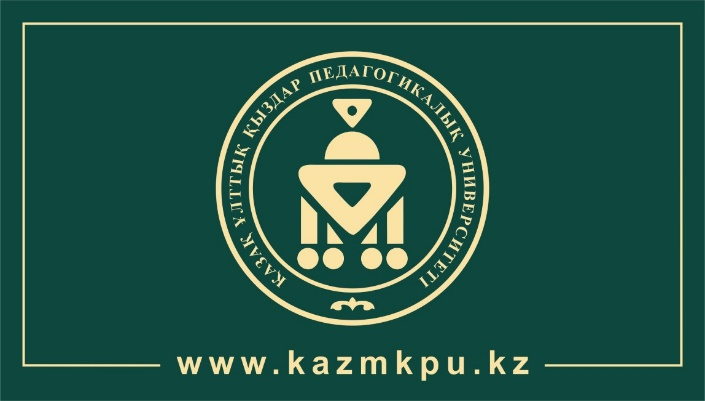 ҚАЗАҚ ҰЛТТЫҚ ҚЫЗДАР ПЕДАГОГИКАЛЫҚ УНИВЕРСИТЕТІ
www.kazmkpu.kz